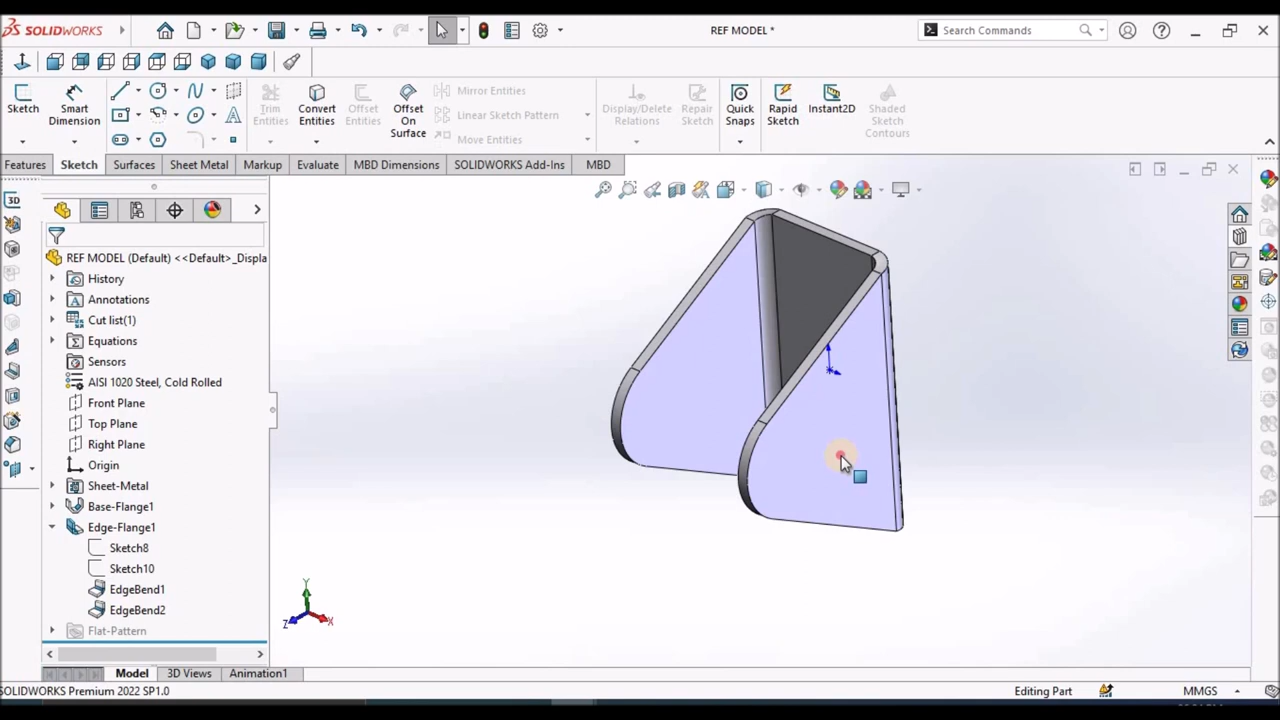 SOLIDWORKS
REF MODEL *
Search Commands
Sketch
Smart Dimension
Trim Entities
Convert Entities
Offset Entities
Offset On Surface
Mirror Entities
Linear Sketch Pattern
Move Entities
Display/Delete Relations
Repair Sketch
Quick Snaps
Rapid Sketch
Instant2D
Shaded Sketch Contours
Features
Sketch
Surfaces
Sheet Metal
Markup
Evaluate
MBD Dimensions
SOLIDWORKS Add-Ins
MBD
REF MODEL (Default) <<Default>_Displa
History
Annotations
Cut list(1)
Equations
Sensors
AISI 1020 Steel, Cold Rolled
Front Plane
Top Plane
Right Plane
Origin
Sheet-Metal
Base-Flange1
Edge-Flange1
Sketch8
Sketch10
EdgeBend1
EdgeBend2
Flat-Pattern
Y
Z
X
Model
3D Views
Animation1
SOLIDWORKS Premium 2022 SP1.0
Editing Part
MMGS